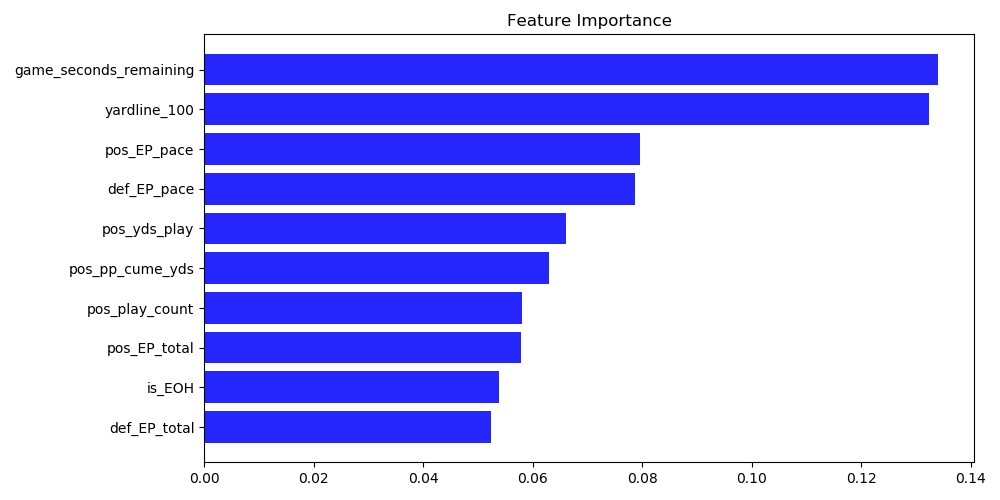 Feature Importance
game_seconds_remaining
yardline_100
pos_EP_pace
def_EP_pace
pos_yds_play
pos_pp_cume_yds
pos_play_count
pos_EP_total
is_EOH
def_EP_total
0.00 0.02 0.04 0.06 0.08 0.10 0.12 0.14